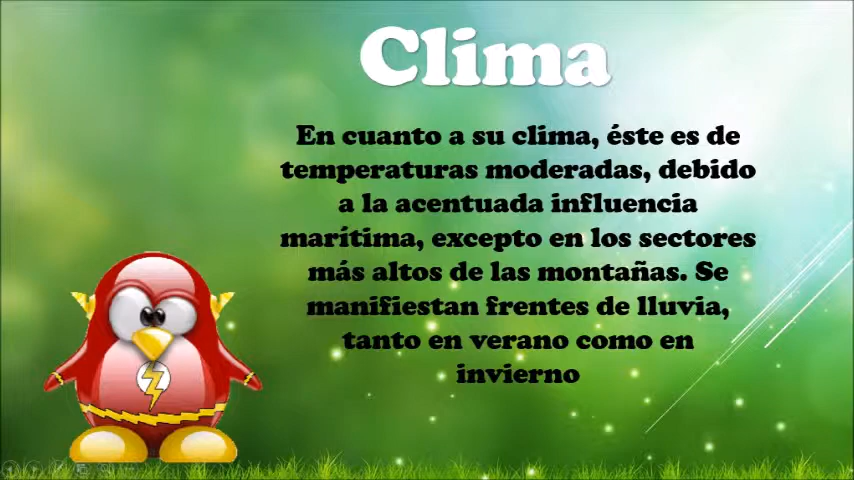 Clima
En cuanto a su clima, éste es de
temperaturas moderadas, debido
a la acentuada influencia
marítima, excepto en los sectores
más altos de las montañas. Se
manifiestan frentes de lluvia,
tanto en verano como en
invierno